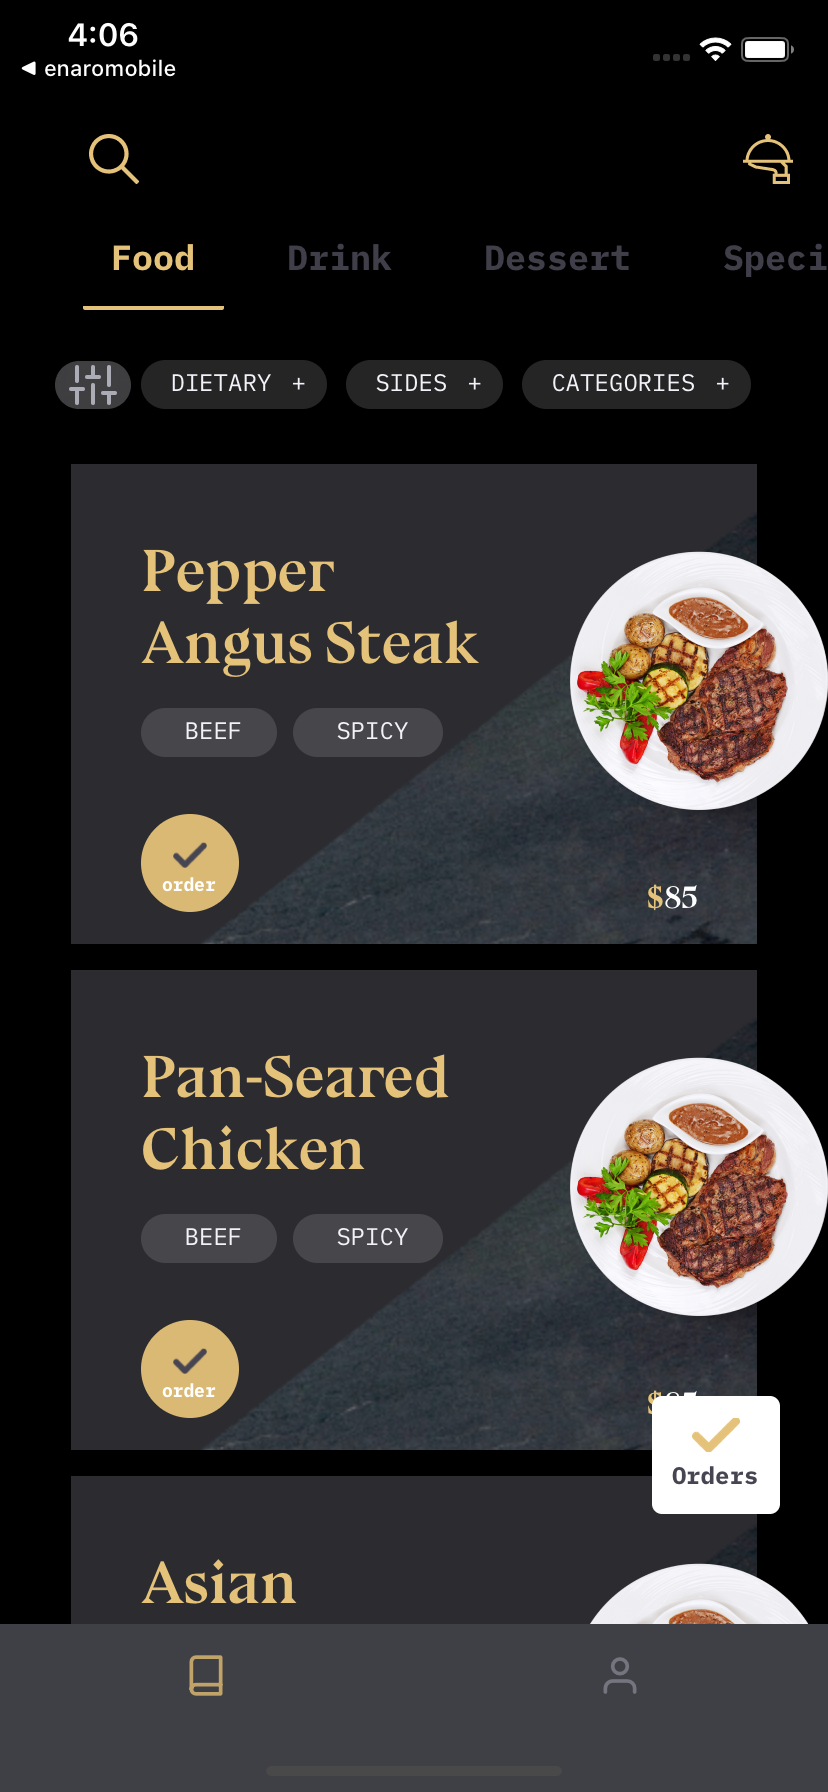 4:06
◀ enaromobile
Food Drink Dessert Speci
DIETARY + SIDES + CATEGORIES +
Pepper
Angus Steak
BEEF SPICY
order
$85
Pan-Seared
Chicken
BEEF SPICY
order
Orders
Asian